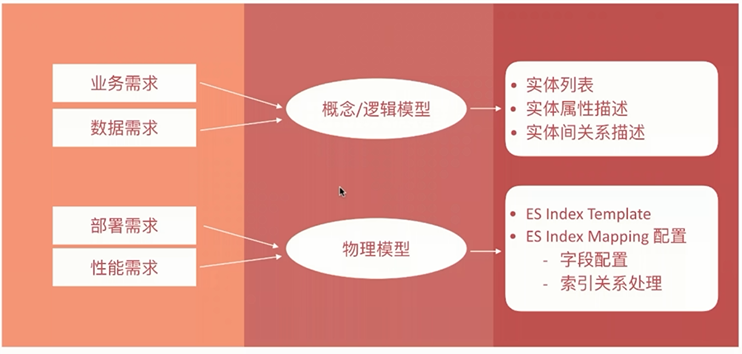 业务需求
数据需求
概念/逻辑模型
• 实体列表
• 实体属性描述
• 实体间关系描述
部署需求
性能需求
物理模型
• ES Index Template
• ES Index Mapping 配置
- 字段配置
- 索引关系处理